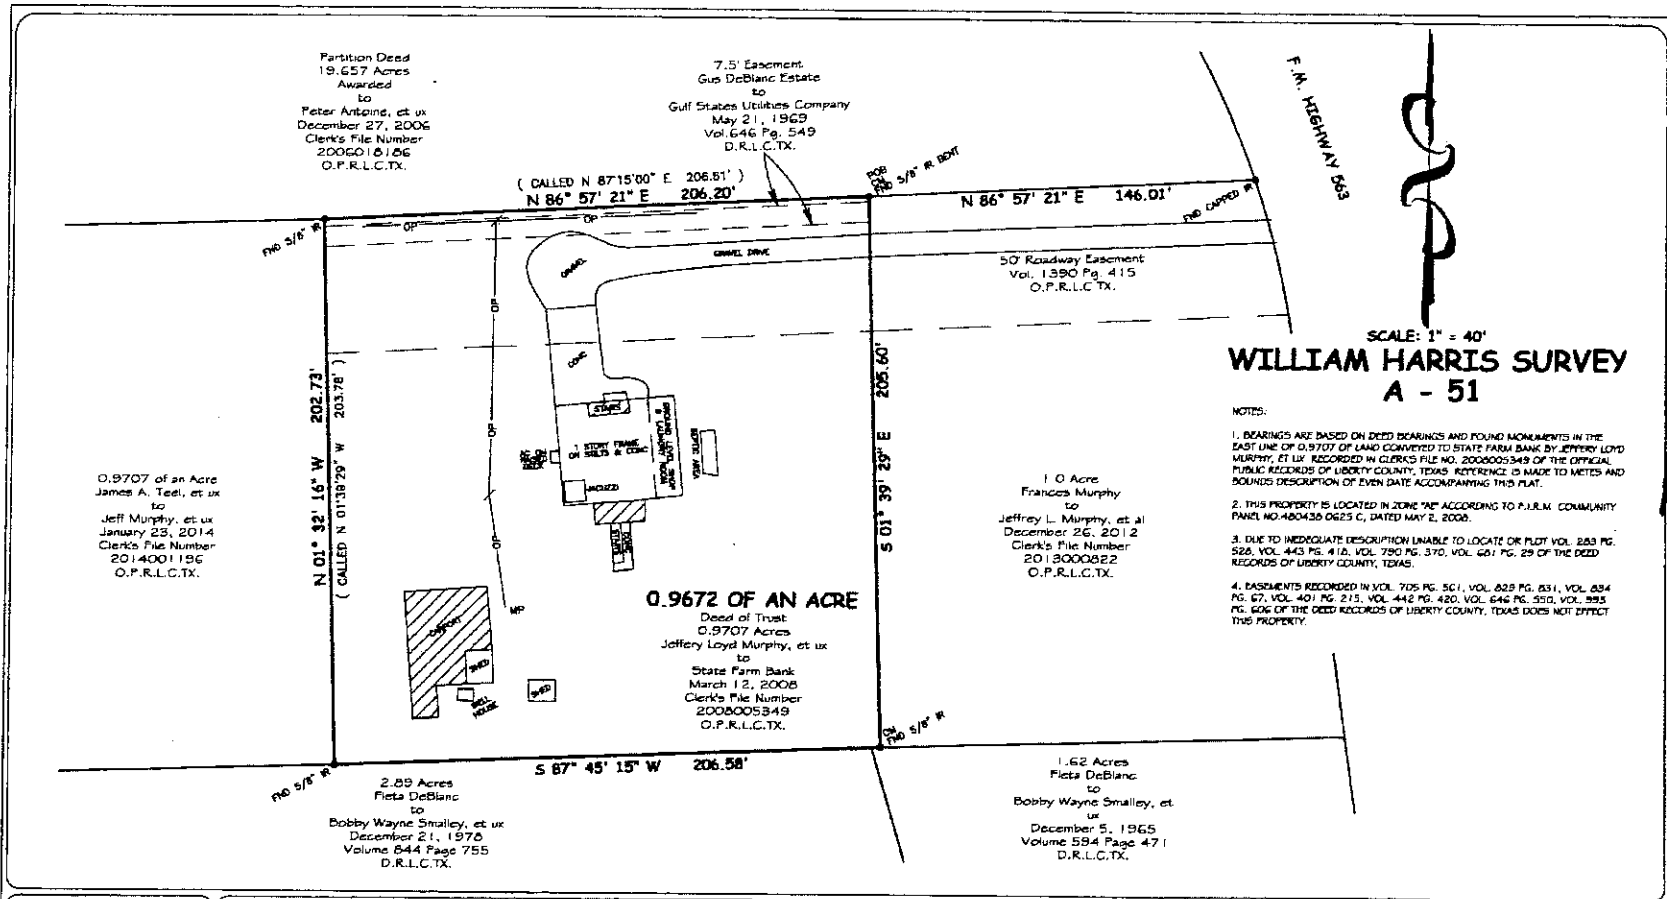 Partition Deed
19.657 Acres
Awarded
to
Peter Antoine, et ux
December 27, 2006
Clerk's File Number
2006018186
O.P.R.L.C.TX.
7.5' Easement
Gus DeBlanc Estate
to
Gulf States Utilities Company
May 21, 1969
Vol.646 Pg. 549
D.R.L.C.TX.
F.M. HIGHWAY 563
( CALLED N 87°15'00" E 206.51' )
N 86° 57' 21" E 206.20'
POB
FND 5/8" IR BENT
N 86° 57' 21" E 146.01'
FND CAPPED IR
FND 5/8" IR
OP
OP
GRAVEL DRIVE
GRAVEL
50' Roadway Easement
Vol. 1390 Pg. 415
O.P.R.L.C.TX.
OP
OP
OP
CONC
N 01° 32' 16" W 202.73'
( CALLED N 01°39'29" W 203.78' )
S 01° 39' 29" E 205.60'
STAIRS
1 STORY FRAME
ON STILTS & CONC
GROUND LEVEL SHOP
& LAUNDRY ROOM
SEPTIC AREA
JACUZZI
CONC
STAIRS
SCALE: 1" = 40'
WILLIAM HARRIS SURVEY
A - 51
NOTES:
1. BEARINGS ARE BASED ON DEED BEARINGS AND FOUND MONUMENTS IN THE
EAST LINE OF 0.9707 OF LAND CONVEYED TO STATE FARM BANK BY JEFFERY LOYD
MURPHY, ET UX RECORDED IN CLERK'S FILE NO. 2008005349 OF THE OFFICIAL
PUBLIC RECORDS OF LIBERTY COUNTY, TEXAS. REFERENCE IS MADE TO METES AND
BOUNDS DESCRIPTION OF EVEN DATE ACCOMPANYING THIS PLAT.
2. THIS PROPERTY IS LOCATED IN ZONE "AE" ACCORDING TO F.I.R.M. COMMUNITY
PANEL NO.480438 0625 C, DATED MAY 2, 2008.
3. DUE TO INEDEQUATE DESCRIPTION UNABLE TO LOCATE OR PLOT VOL. 283 PG.
528, VOL. 443 PG. 418, VOL. 790 PG. 370, VOL. 681 PG. 29 OF THE DEED
RECORDS OF LIBERTY COUNTY, TEXAS.
4. EASEMENTS RECORDED IN VOL. 705 PG. 561, VOL. 829 PG. 831, VOL. 834
PG. 67, VOL. 401 PG. 215, VOL. 442 PG. 420, VOL. 646 PG. 550, VOL. 995
PG. 606 OF THE DEED RECORDS OF LIBERTY COUNTY, TEXAS DOES NOT EFFECT
THIS PROPERTY.
0.9707 of an Acre
James A. Teel, et ux
to
Jeff Murphy, et ux
January 23, 2014
Clerk's File Number
2014001196
O.P.R.L.C.TX.
1.0 Acre
Frances Murphy
to
Jeffrey L. Murphy, et al
December 26, 2012
Clerk's File Number
2013000822
O.P.R.L.C.TX.
CARPORT
SHED
WELL
HOUSE
SHED
MP
0.9672 OF AN ACRE
Deed of Trust
0.9707 Acres
Jeffery Loyd Murphy, et ux
to
State Farm Bank
March 12, 2008
Clerk's File Number
2008005349
O.P.R.L.C.TX.
CM
FND 5/8" IR
FND 5/8" IR
S 87° 45' 15" W 206.58'
2.89 Acres
Fleta DeBlanc
to
Bobby Wayne Smalley, et ux
December 21, 1978
Volume 844 Page 755
D.R.L.C.TX.
1.62 Acres
Fleta DeBlanc
to
Bobby Wayne Smalley, et
ux
December 5, 1965
Volume 594 Page 471
D.R.L.C.TX.